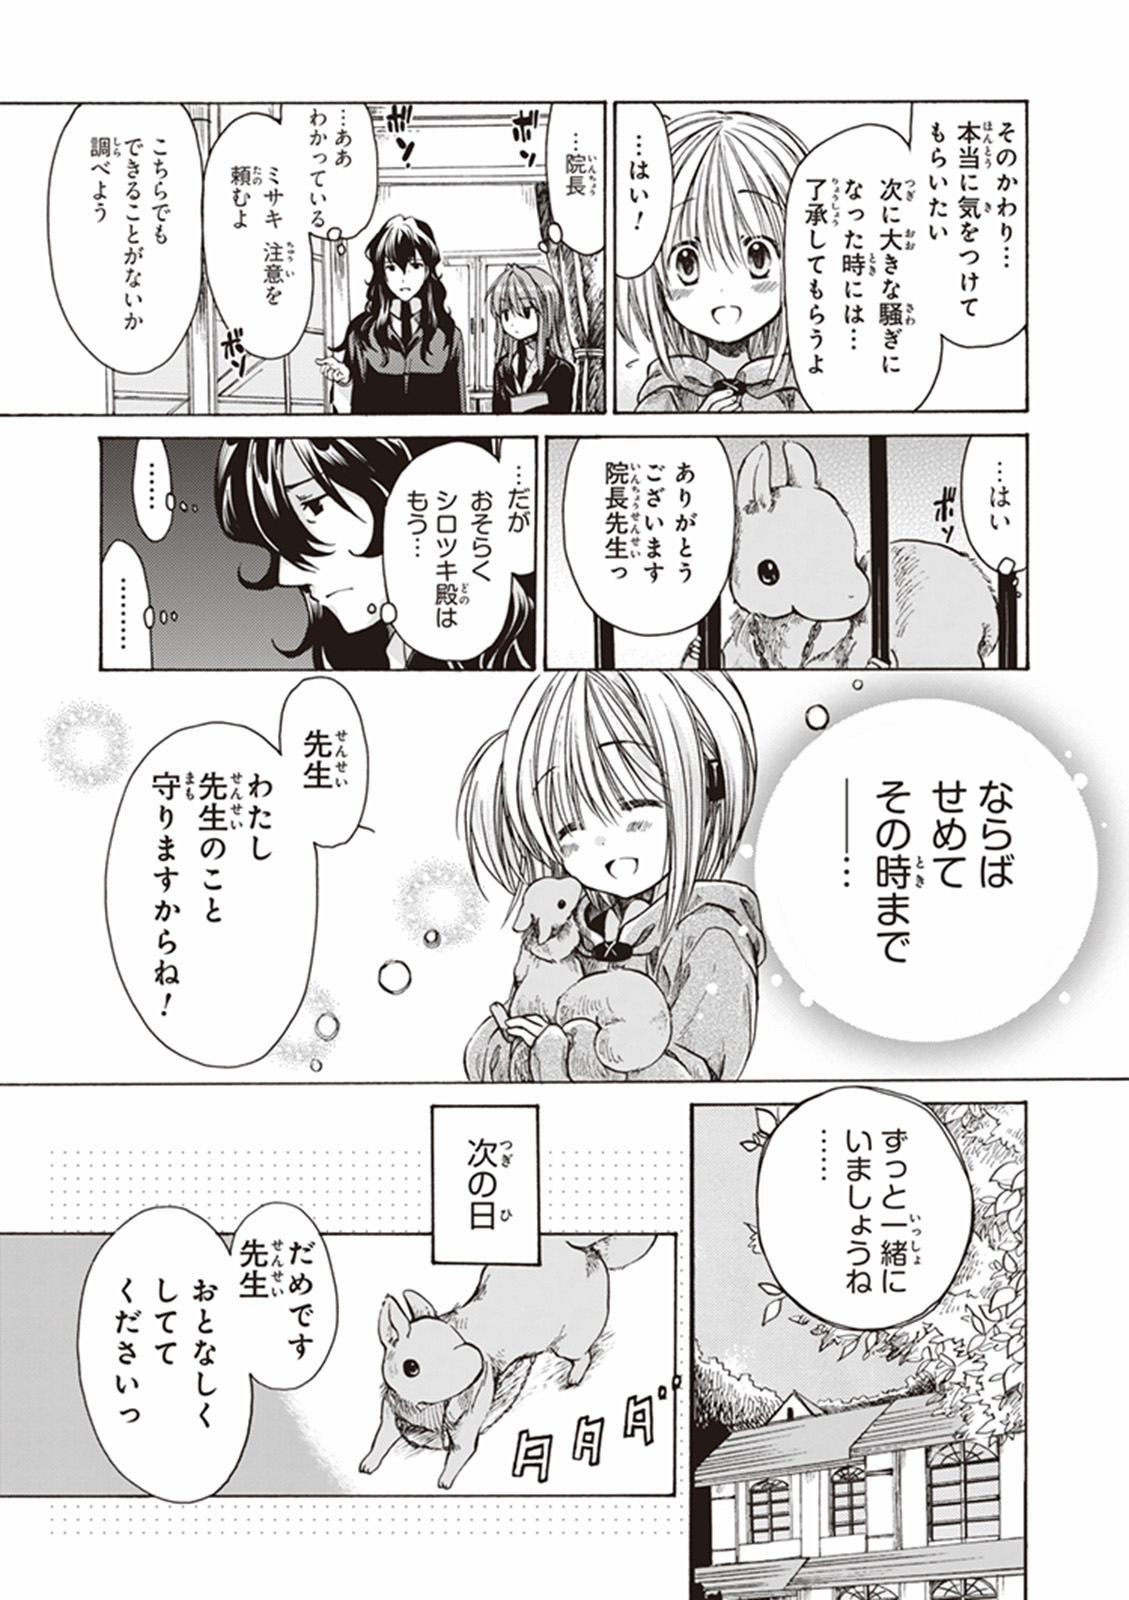 そのかわり…
本当に気をつけて
もらいたい
次に大きな騒ぎに
なった時には…
了承してもらうよ
…はい！
…院長
ボソッ
…ああ
わかっている
ミサキ 注意を
頼むよ
ボソッ
こちらでも
できることがないか
調べよう
ボソ
…はい
ボソッ
ありがとう
ございます
院長先生っ
…だが
おそらく
シロツキ殿は
もう…
……
………
ならば
せめて
その時まで
――…
先生
わたし
先生のこと
守りますからね！
ずっと一緒に
いましょうね
……
次の日
だめです
先生
おとなしく
してて
くださいっ
タタタ